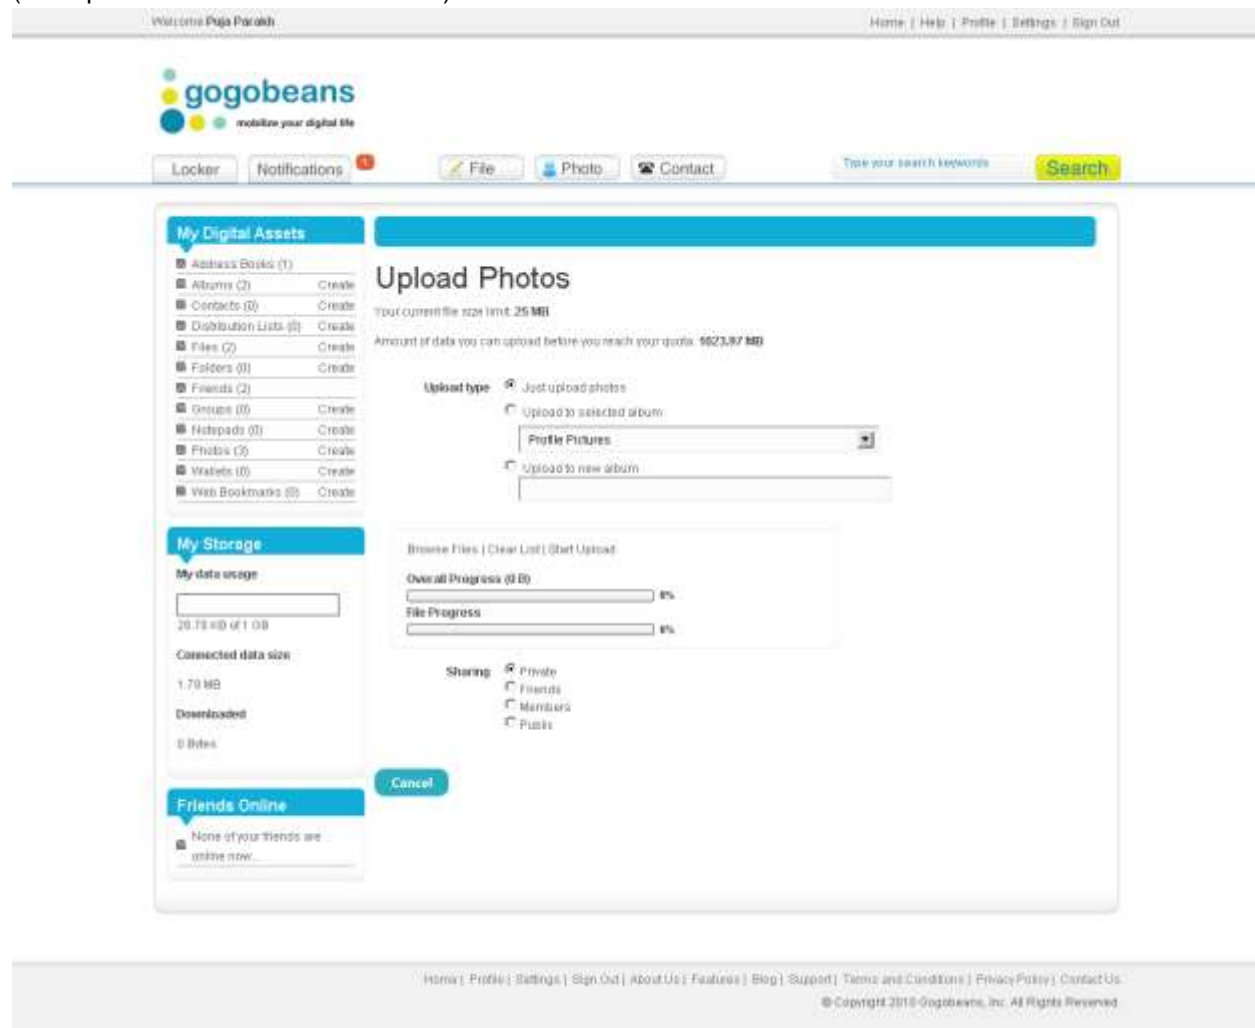 Welcome Puja Parakh
Home | Help | Profile | Settings | Sign Out
gogobeans
mobilize your digital life
Locker
Notifications
1
File
Photo
Contact
Type your search keywords
Search
My Digital Assets
Address Books (1)
Albums (2) Create
Contacts (0) Create
Distribution Lists (0) Create
Files (2) Create
Folders (0) Create
Friends (2)
Groups (0) Create
Notepads (0) Create
Photos (3) Create
Wallets (0) Create
Web Bookmarks (0) Create
My Storage
My data usage
of 1 GB
Connected data size
1.79 MB
Downloaded
0 Bytes
Friends Online
None of your friends are
online now...
Upload Photos
Your current file size limit: 25 MB
Amount of data you can upload before you reach your quota: MB
Upload type
Just upload photos
Upload to selected album
Profile Pictures
Upload to new album
Browse Files | Clear List | Start Upload
Overall Progress (0 B)
0%
File Progress
0%
Sharing
Private
Friends
Members
Public
Cancel
Home | Profile | Settings | Sign Out | About Us | Features | Blog | Support | Terms and Conditions | Privacy Policy | Contact Us
© Copyright 2010 Gogobeans, Inc. All Rights Reserved.